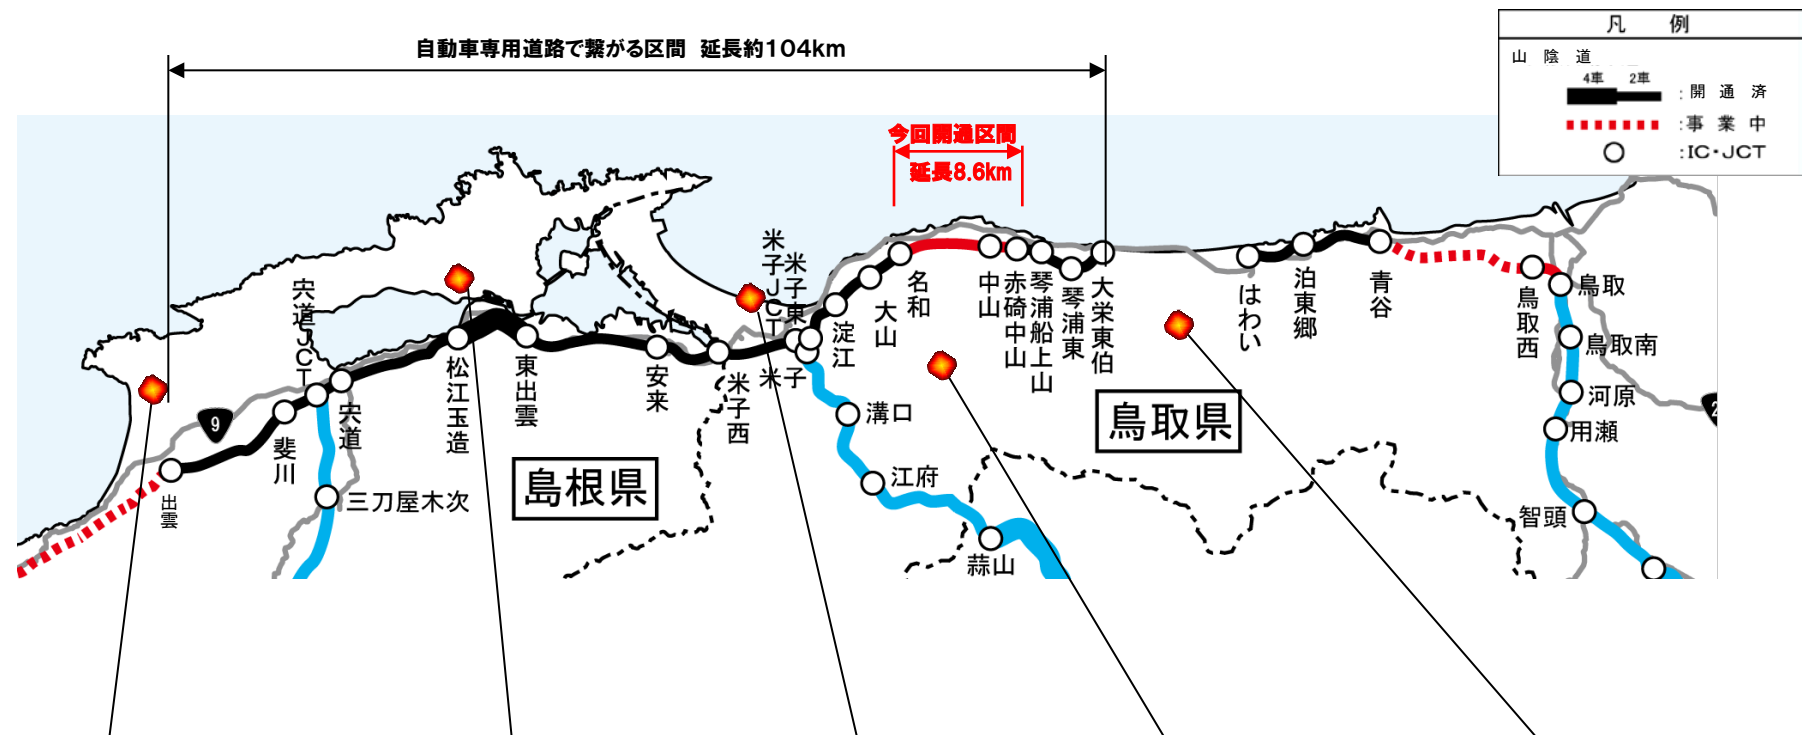 自動車専用道路で繋がる区間 延長約104km
凡 例
山 陰 道
4車 2車
:開 通 済
:事 業 中
:IC・JCT
今回開通区間
延長8.6km
出雲
斐川
宍道JCT
宍道
三刀屋木次
松江玉造
東出雲
安来
米子西
米子JCT
米子東
米子
淀江
大山
名和
中山
赤碕中山
琴浦船上山
琴浦東
大栄東伯
はわい
泊東郷
青谷
鳥取西
鳥取
鳥取南
河原
用瀬
智頭
溝口
江府
蒜山
島根県
鳥取県
9